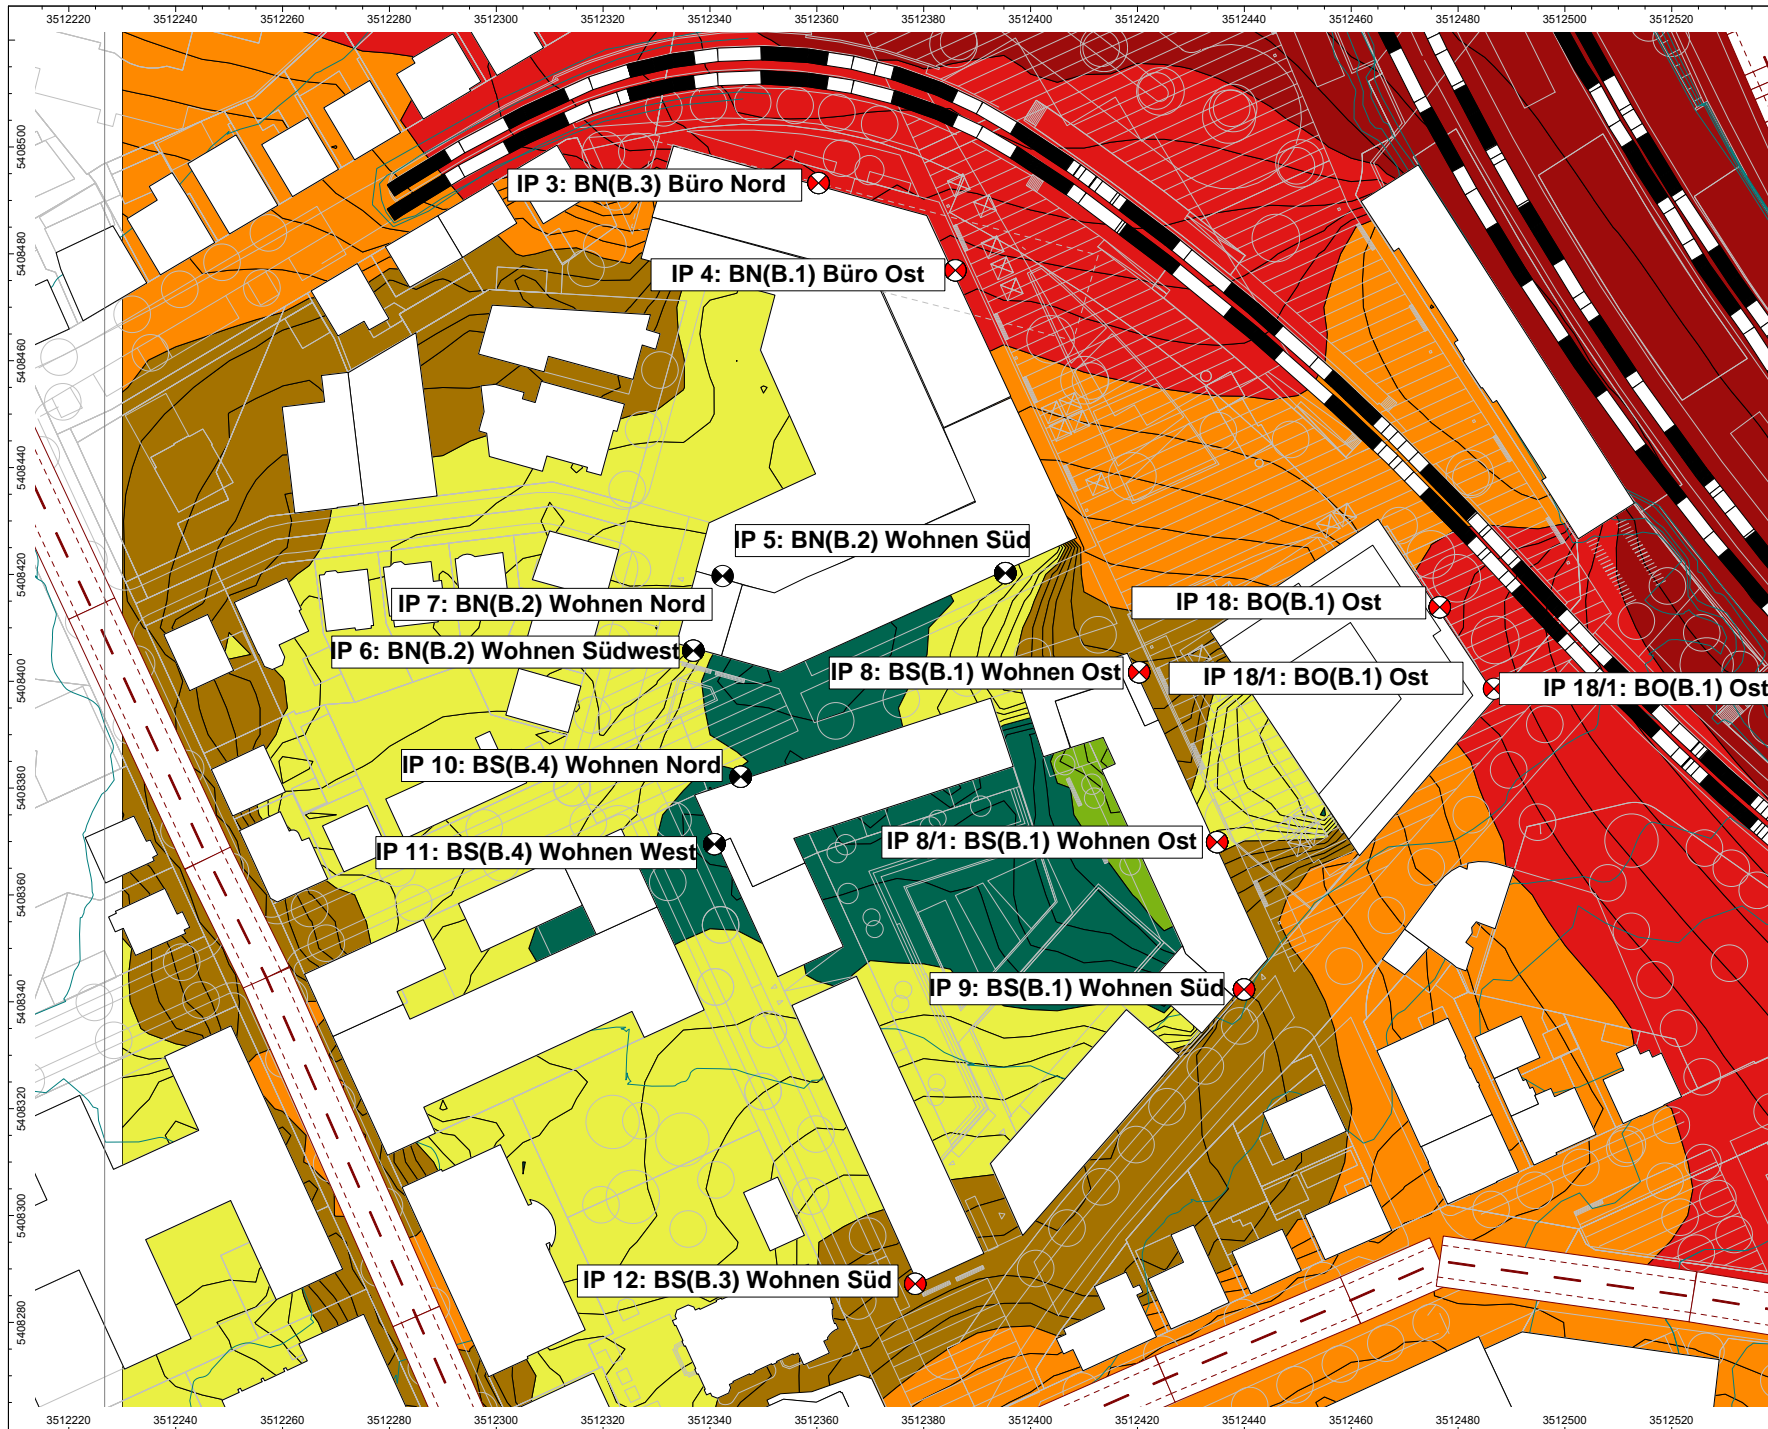 3512220 3512240 3512260 3512280 3512300 3512320 3512340 3512360 3512380 3512400 3512420 3512440 3512460 3512480 3512500 3512520
5408500
5408480
5408460
5408440
5408420
5408400
5408380
5408360
5408340
5408320
5408300
5408280
IP 3: BN(B.3) Büro Nord
IP 4: BN(B.1) Büro Ost
IP 5: BN(B.2) Wohnen Süd
IP 7: BN(B.2) Wohnen Nord
IP 18: BO(B.1) Ost
IP 6: BN(B.2) Wohnen Südwest
IP 8: BS(B.1) Wohnen Ost
IP 18/1: BO(B.1) Ost
IP 18/1: BO(B.1) Ost
IP 10: BS(B.4) Wohnen Nord
IP 11: BS(B.4) Wohnen West
IP 8/1: BS(B.1) Wohnen Ost
IP 9: BS(B.1) Wohnen Süd
IP 12: BS(B.3) Wohnen Süd
3512220 3512240 3512260 3512280 3512300 3512320 3512340 3512360 3512380 3512400 3512420 3512440 3512460 3512480 3512500 3512520